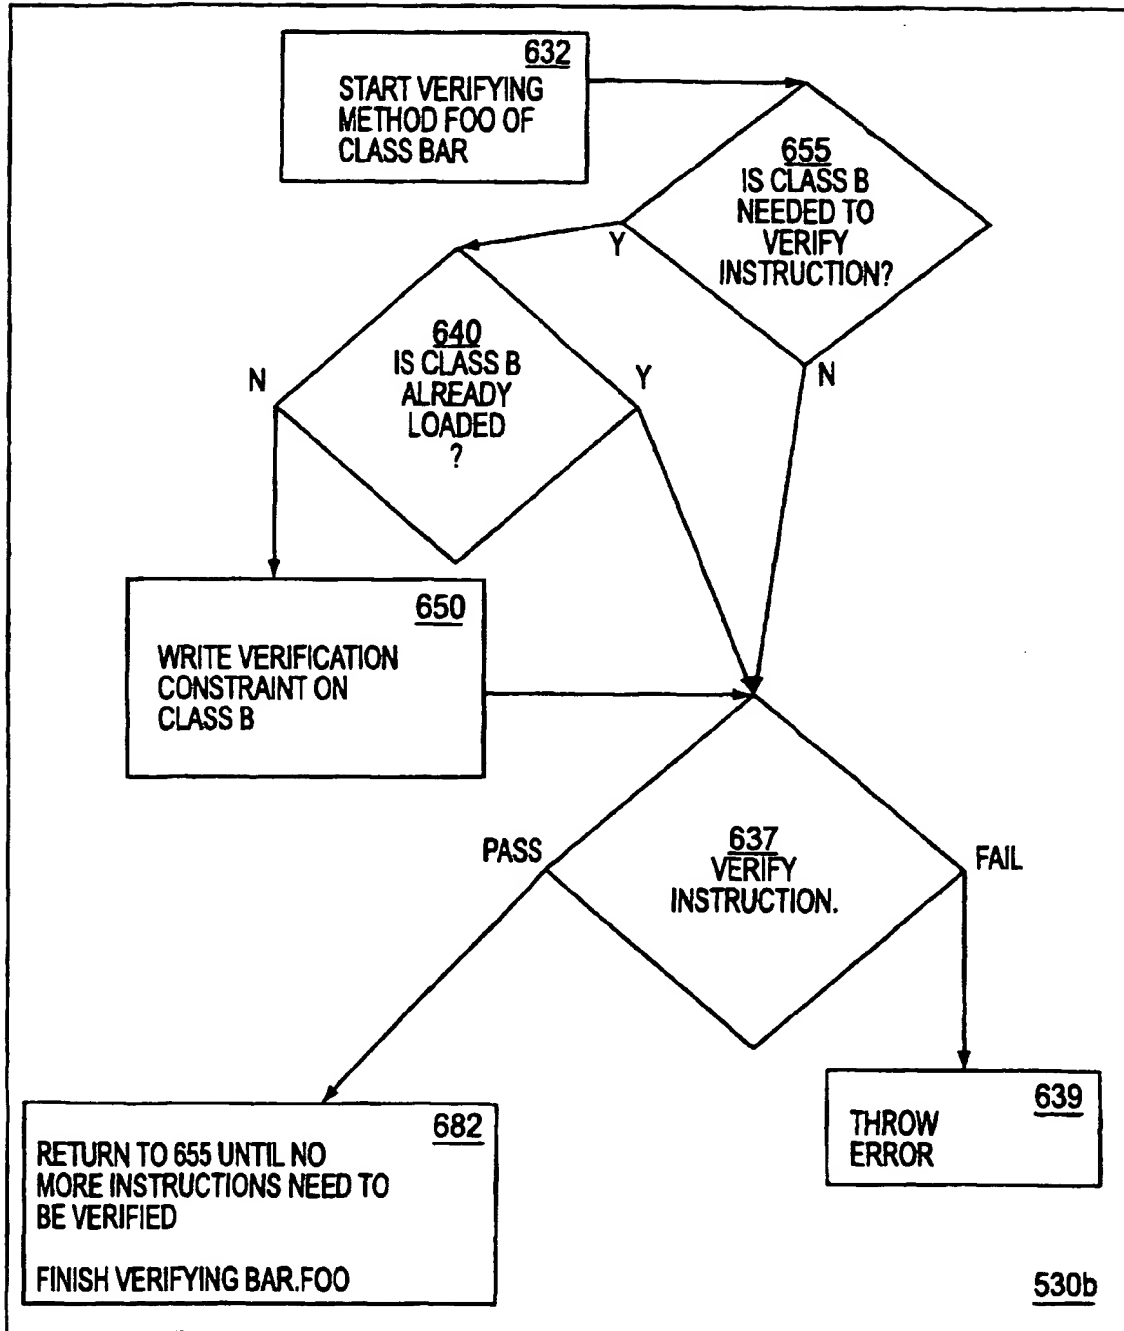 632
START VERIFYING
METHOD FOO OF
CLASS BAR
655
IS CLASS B
NEEDED TO
VERIFY
INSTRUCTION?
Y
N
640
IS CLASS B
ALREADY
LOADED
?
N
Y
650
WRITE VERIFICATION
CONSTRAINT ON
CLASS B
637
VERIFY
INSTRUCTION.
PASS
FAIL
682
RETURN TO 655 UNTIL NO
MORE INSTRUCTIONS NEED TO
BE VERIFIED
FINISH VERIFYING BAR.FOO
639
THROW
ERROR
530b